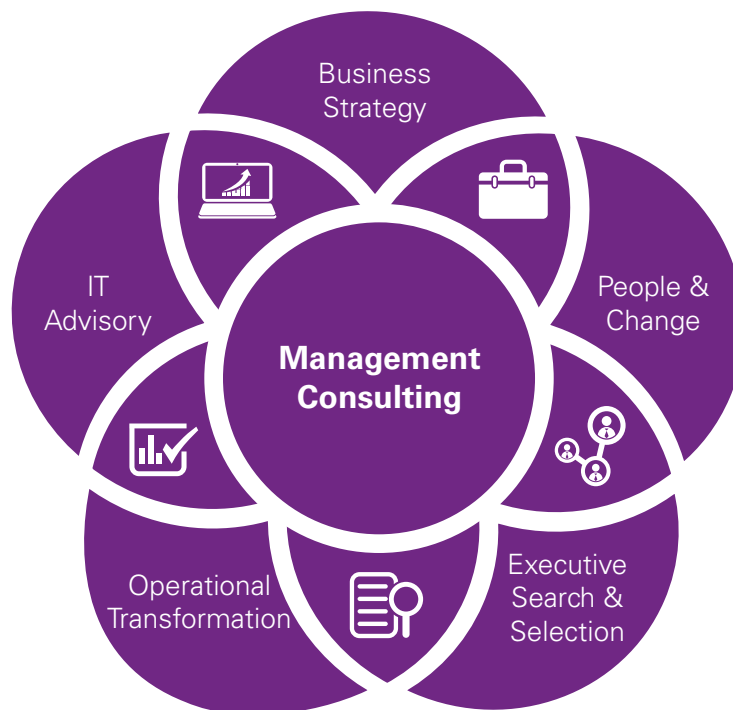 Business
Strategy
IT
Advisory
People &
Change
Management
Consulting
Operational
Transformation
Executive
Search &
Selection